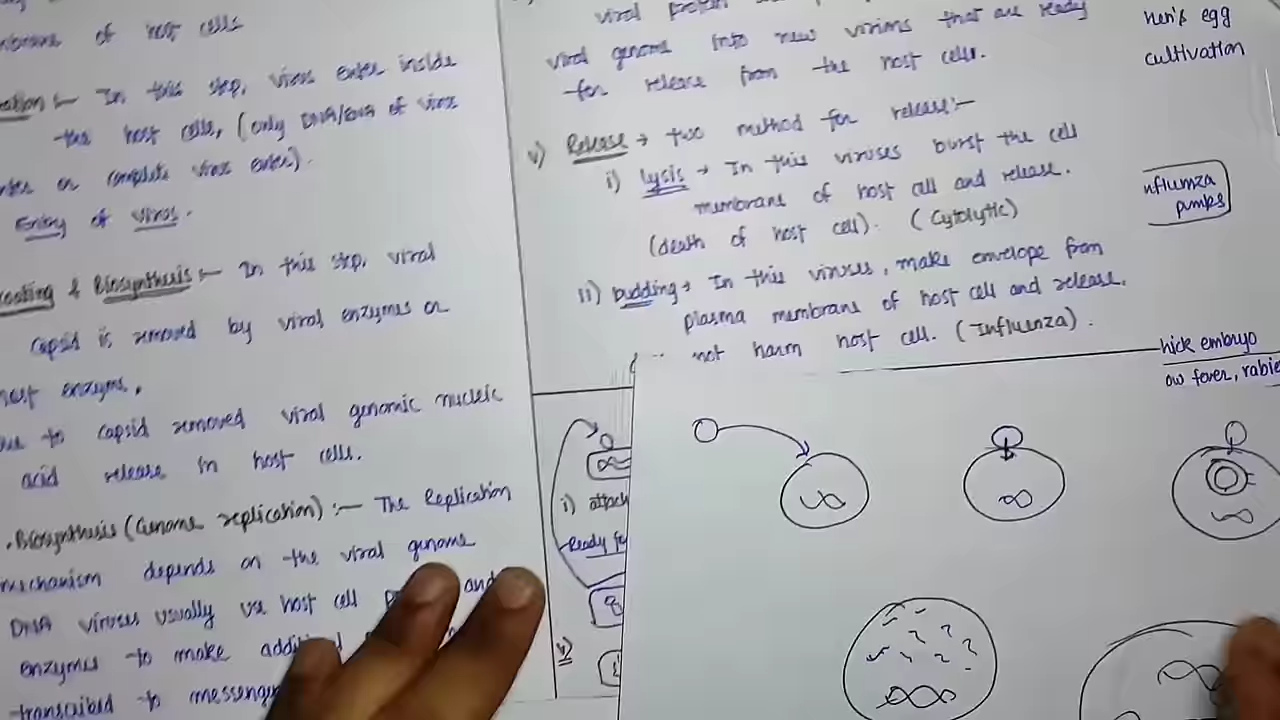 of host cells
In this step, virus enter inside
the host cells, (only DNA/RNA of virus
or complete virus enter).
Entry of virus.
& Biosynthesis :- In this step, viral
capsid is removed by viral enzymes or
host enzyme.
due to capsid removed viral genomic nucleic
acid release in host cells.
Biosynthesis (Genome replication) :- The Replication
mechanism depends on the viral genome
DNA viruses usually use host cell and
enzymes to make
transcribed to
viral protein
viral genome into new virions that are ready
for release from the host cells.
v) Release → two method for release:-
i) Lysis → In this viruses burst the cell
membrane of host cell and release.
(death of host cell). (Cytolytic)
ii) budding → In this viruses, make envelope from
plasma membrane of host cell and release.
not harm host cell. (Influenza).
i) attach
Ready fo
hen's egg
cultivation
nfluenza
hick embryo
ow fever, rabie